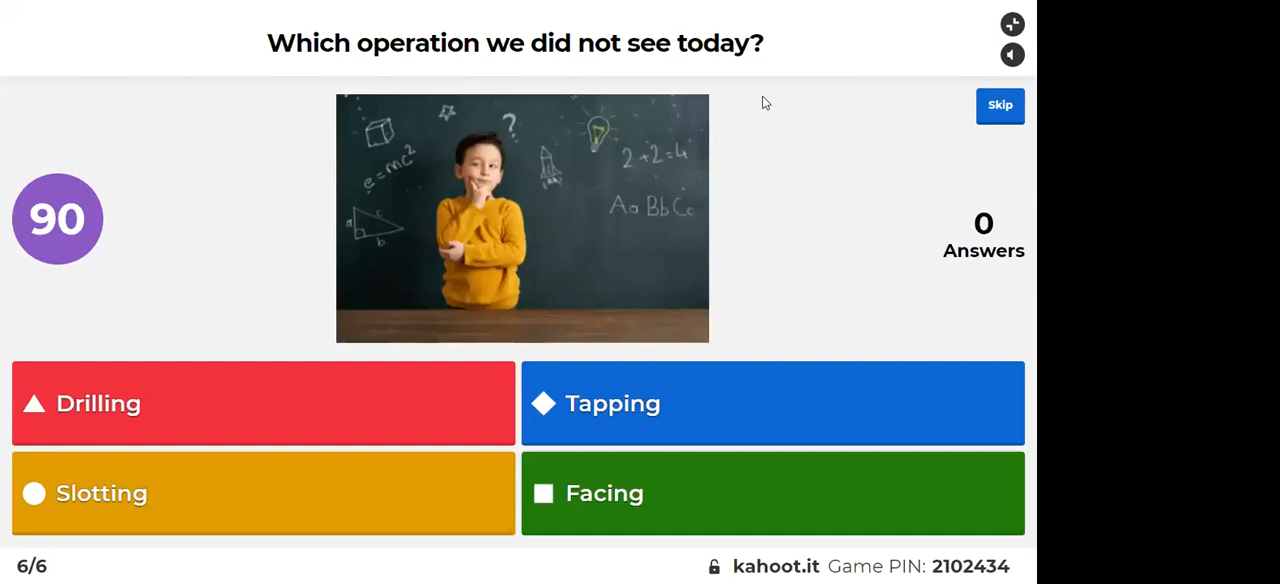 Which operation we did not see today?
Skip
90
e=mc²
?
2+2=4
Aa Bb Cc
a
c
b
0
Answers
Drilling
Tapping
Slotting
Facing
6/6
kahoot.it Game PIN: 2102434